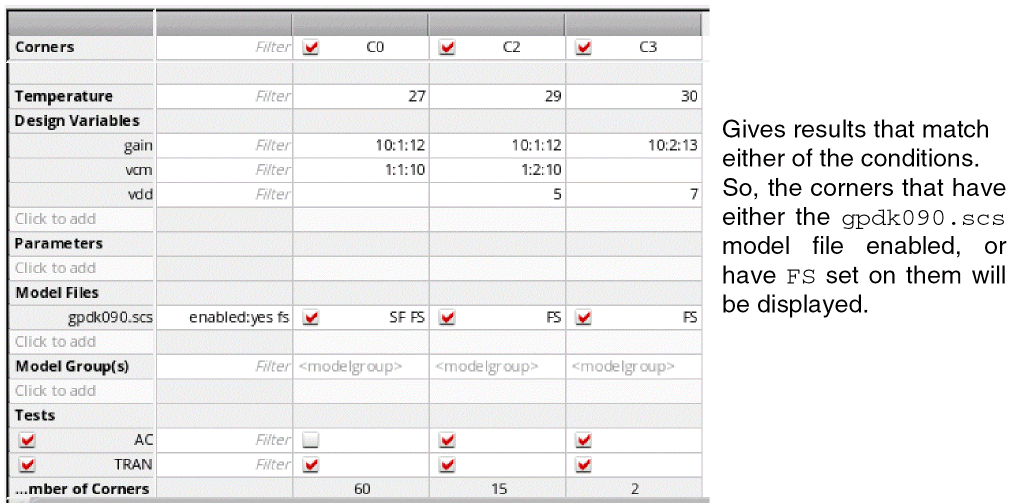 Corners Filter C0 C2 C3
Temperature Filter 27 29 30
Design Variables
gain Filter 10:1:12 10:1:12 10:2:13
vcm Filter 1:1:10 1:2:10
vdd Filter 5 7
Click to add
Parameters
Click to add
Model Files
gpdk090.scs enabled:yes fs SF FS FS FS
Click to add
Model Group(s) Filter <modelgroup> <modelgroup> <modelgroup>
Click to add
Tests
AC Filter
TRAN Filter
...mber of Corners 60 15 2
Gives results that match
either of the conditions.
So, the corners that have
either the gpdk090.scs
model file enabled, or
have FS set on them will
be displayed.